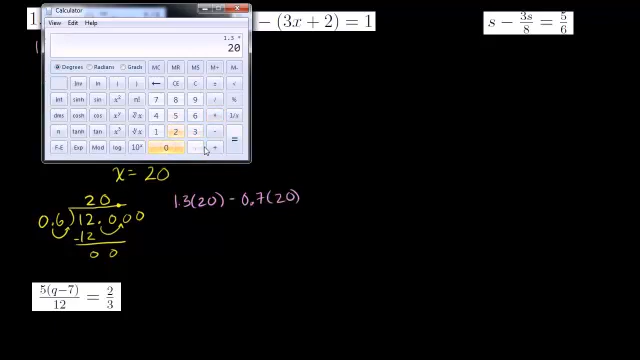 1.
− (3x + 2) = 1
s − 3s/8 = 5/6
Calculator
View Edit Help
1.3 *
20
Degrees Radians Grads
MC MR MS M+ M-
Inv ln ( ) ← CE C ± √
Int sinh sin x² n! 7 8 9 / %
dms cosh cos xʸ ʸ√x 4 5 6 * 1/x
π tanh tan x³ ³√x 1 2 3 - =
F-E Exp Mod log 10ˣ 0 . +
x = 20
20.
0.6)12.000
-12
00
1.3(20) − 0.7(20)
5(q−7)/12 = 2/3